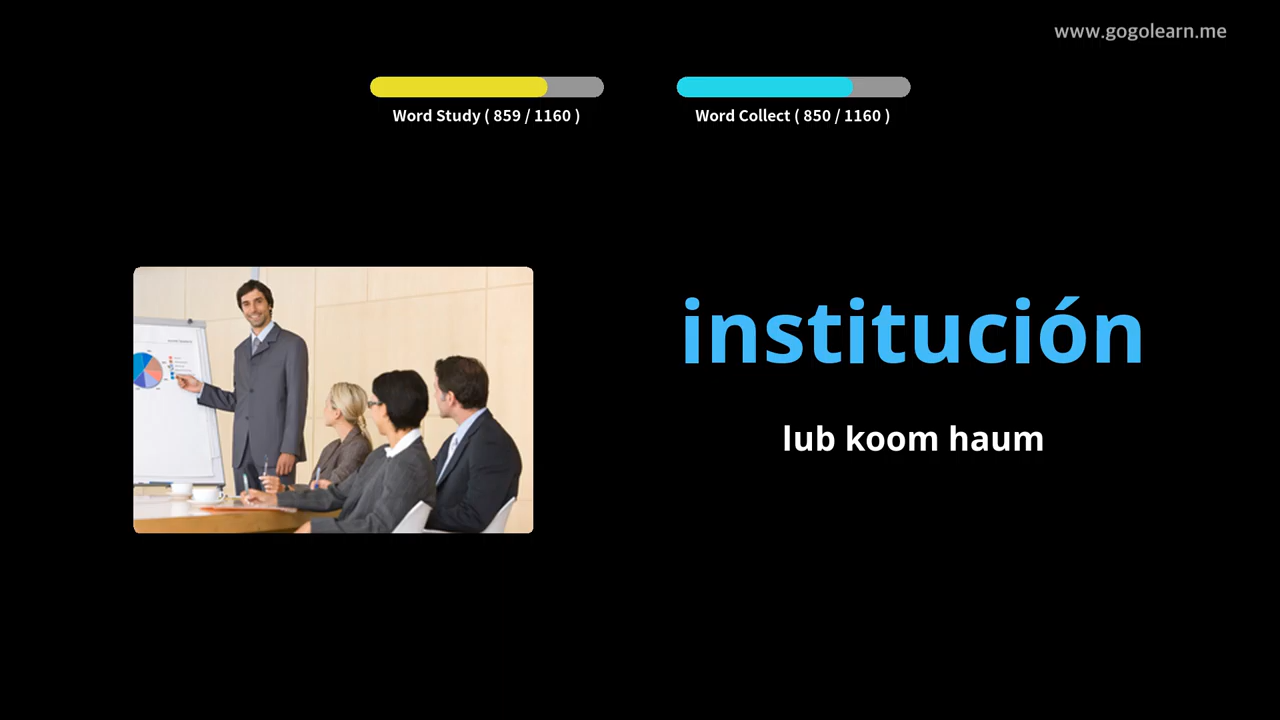 www.gogolearn.me
Word Study ( 859 / 1160 )
Word Collect ( 850 / 1160 )
institución
lub koom haum